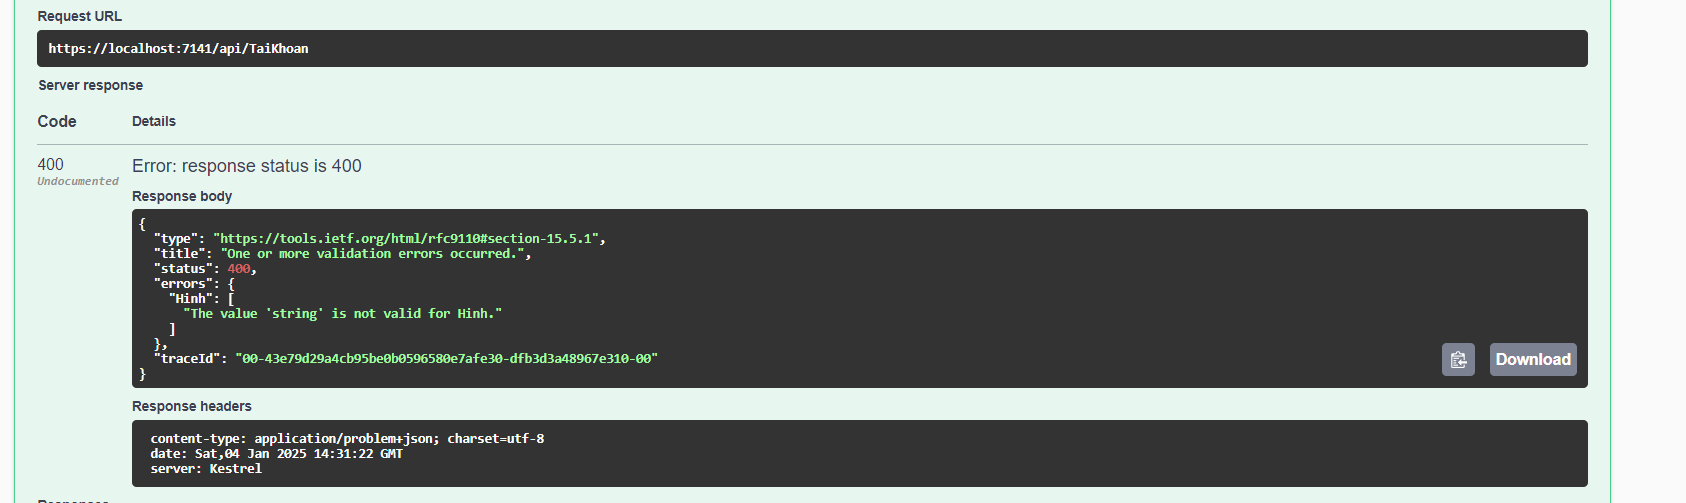 Request URL
https://localhost:7141/api/TaiKhoan
Server response
Code Details
400 Error: response status is 400
Undocumented
Response body
{
  "type": "https://tools.ietf.org/html/rfc9110#section-15.5.1",
  "title": "One or more validation errors occurred.",
  "status": 400,
  "errors": {
    "Hinh": [
      "The value 'string' is not valid for Hinh."
    ]
  },
  "traceId": "00-43e79d29a4cb95be0b0596580e7afe30-dfb3d3a48967e310-00"
}
Download
Response headers
content-type: application/problem+json; charset=utf-8
date: Sat,04 Jan 2025 14:31:22 GMT
server: Kestrel